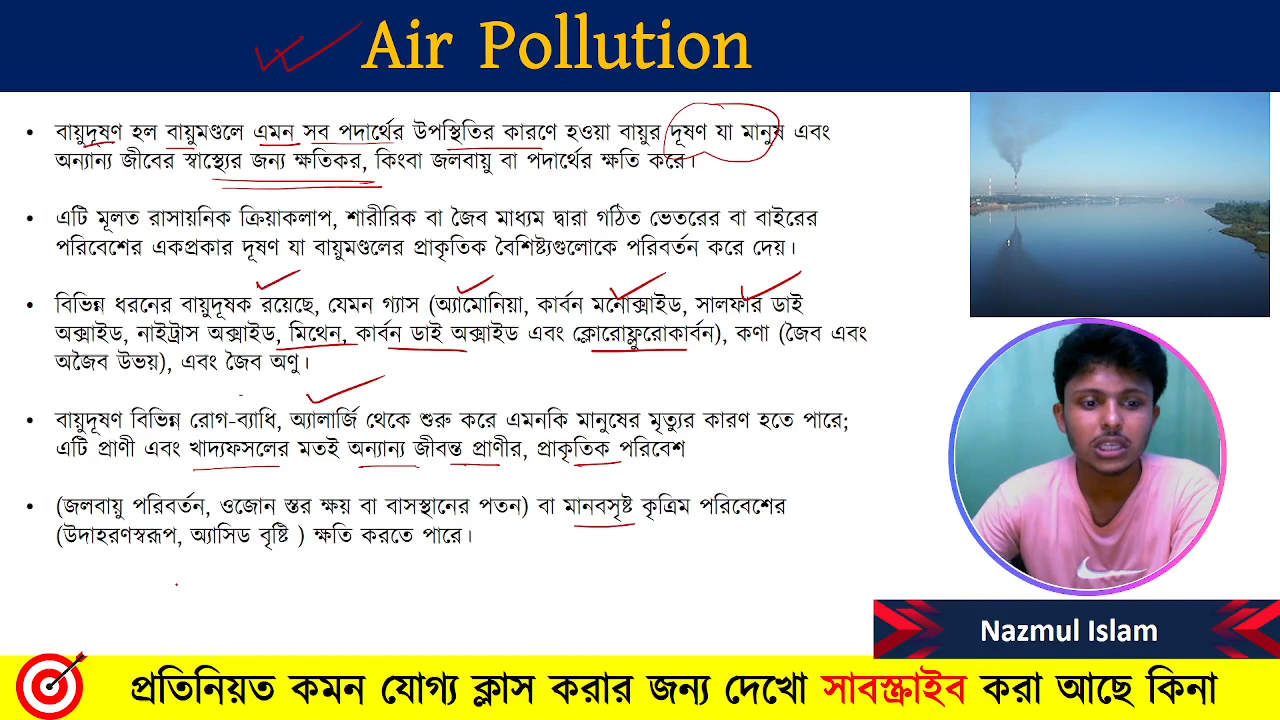 Air Pollution
• বায়ুদূষণ হল বায়ুমণ্ডলে এমন সব পদার্থের উপস্থিতির কারণে হওয়া বায়ুর দূষণ যা মানুষ এবং
অন্যান্য জীবের স্বাস্থ্যের জন্য ক্ষতিকর, কিংবা জলবায়ু বা পদার্থের ক্ষতি করে।
• এটি মূলত রাসায়নিক ক্রিয়াকলাপ, শারীরিক বা জৈব মাধ্যম দ্বারা গঠিত ভেতরের বা বাইরের
পরিবেশের একপ্রকার দূষণ যা বায়ুমণ্ডলের প্রাকৃতিক বৈশিষ্ট্যগুলোকে পরিবর্তন করে দেয়।
• বিভিন্ন ধরনের বায়ুদূষক রয়েছে, যেমন গ্যাস (অ্যামোনিয়া, কার্বন মনোক্সাইড, সালফার ডাই
অক্সাইড, নাইট্রাস অক্সাইড, মিথেন, কার্বন ডাই অক্সাইড এবং ক্লোরোফ্লুরোকার্বন), কণা (জৈব এবং
অজৈব উভয়), এবং জৈব অণু।
• বায়ুদূষণ বিভিন্ন রোগ-ব্যাধি, অ্যালার্জি থেকে শুরু করে এমনকি মানুষের মৃত্যুর কারণ হতে পারে;
এটি প্রাণী এবং খাদ্যফসলের মতই অন্যান্য জীবন্ত প্রাণীর, প্রাকৃতিক পরিবেশ
• (জলবায়ু পরিবর্তন, ওজোন স্তর ক্ষয় বা বাসস্থানের পতন) বা মানবসৃষ্ট কৃত্রিম পরিবেশের
(উদাহরণস্বরূপ, অ্যাসিড বৃষ্টি ) ক্ষতি করতে পারে।
Nazmul Islam
প্রতিনিয়ত কমন যোগ্য ক্লাস করার জন্য দেখো সাবস্ক্রাইব করা আছে কিনা